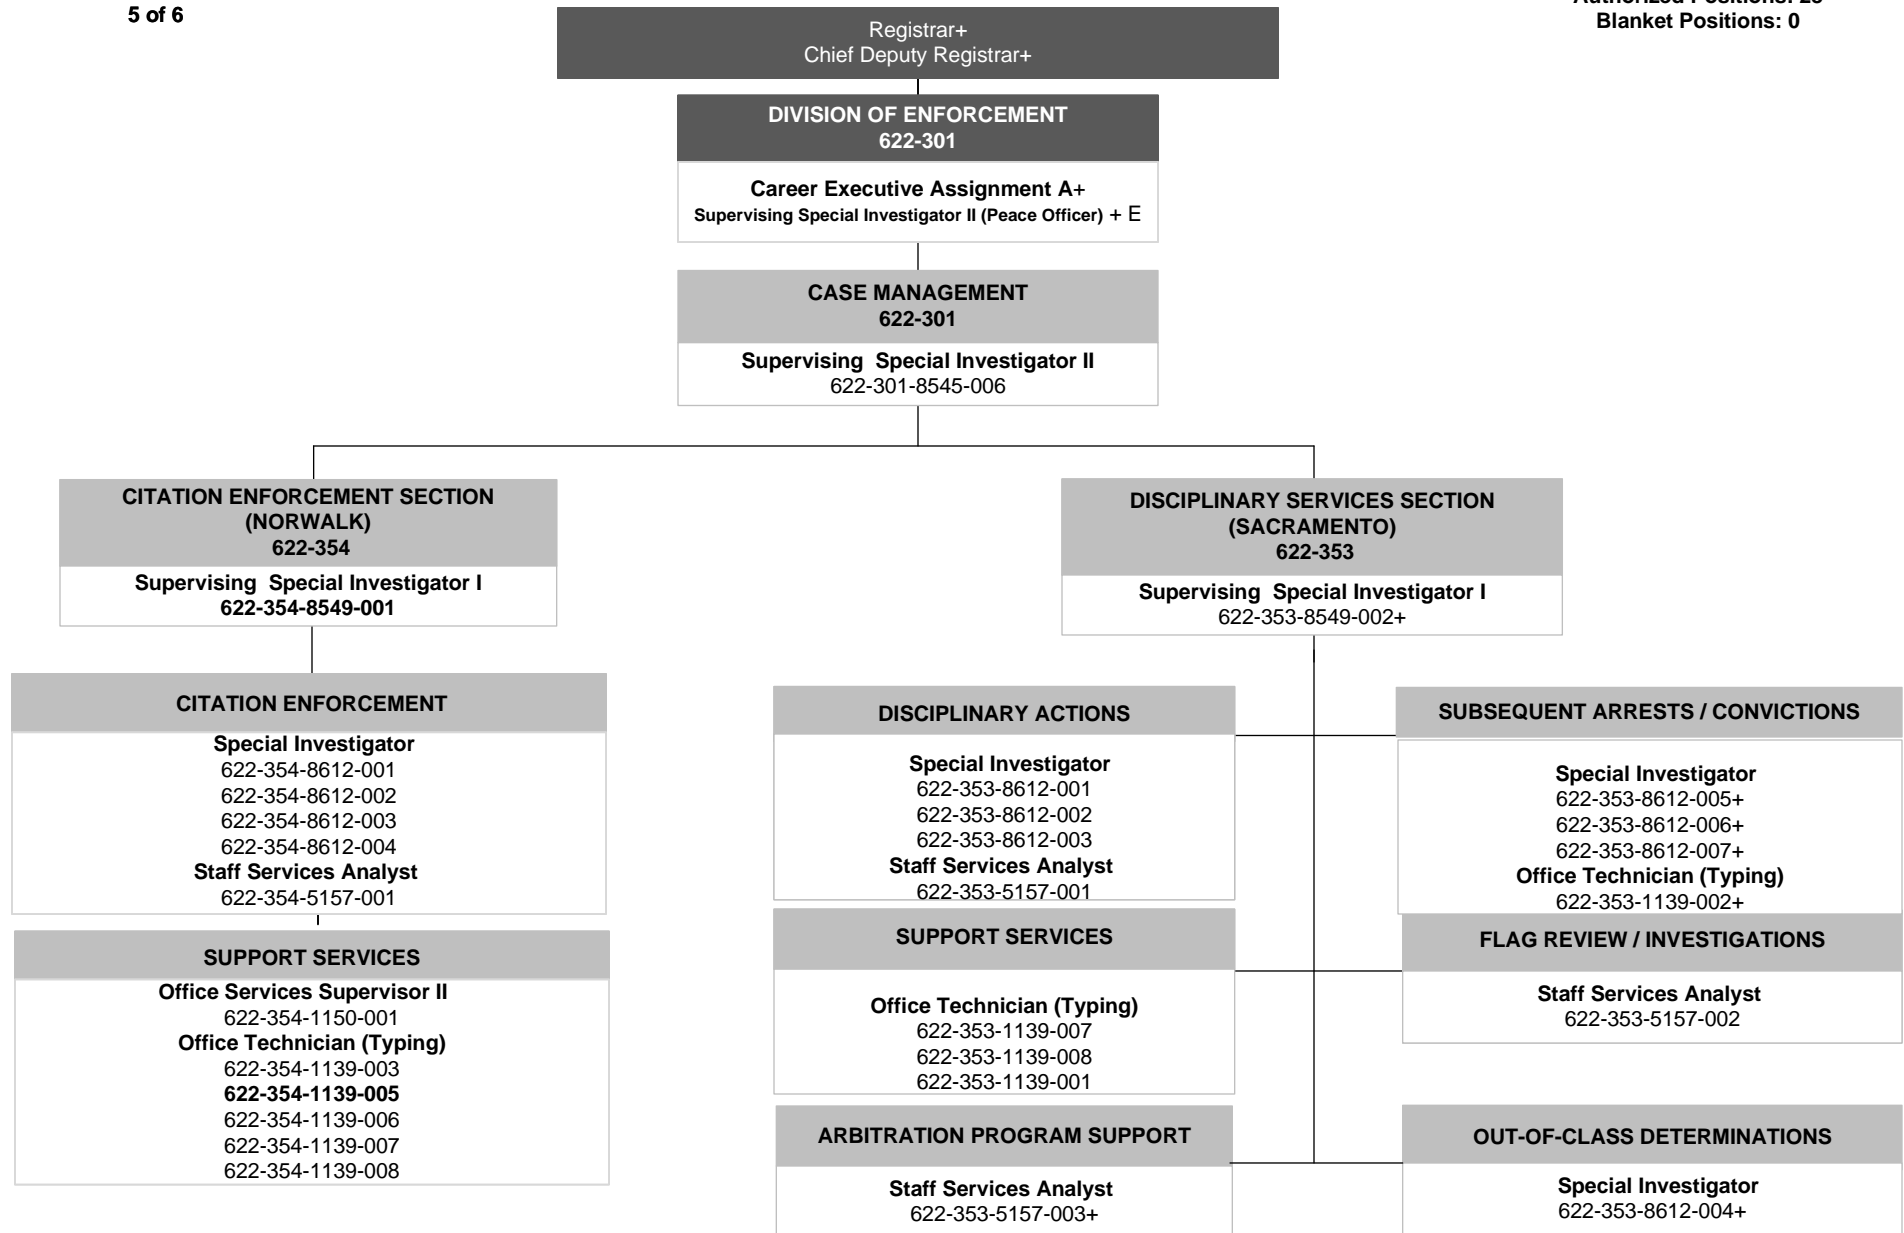 5 of 6
Blanket Positions: 0
Registrar+
Chief Deputy Registrar+
DIVISION OF ENFORCEMENT
622-301
Career Executive Assignment A+
Supervising Special Investigator II (Peace Officer) + E
CASE MANAGEMENT
622-301
Supervising Special Investigator II
622-301-8545-006
CITATION ENFORCEMENT SECTION
(NORWALK)
622-354
Supervising Special Investigator I
622-354-8549-001
CITATION ENFORCEMENT
Special Investigator
622-354-8612-001
622-354-8612-002
622-354-8612-003
622-354-8612-004
Staff Services Analyst
622-354-5157-001
SUPPORT SERVICES
Office Services Supervisor II
622-354-1150-001
Office Technician (Typing)
622-354-1139-003
622-354-1139-005
622-354-1139-006
622-354-1139-007
622-354-1139-008
DISCIPLINARY SERVICES SECTION
(SACRAMENTO)
622-353
Supervising Special Investigator I
622-353-8549-002+
DISCIPLINARY ACTIONS
Special Investigator
622-353-8612-001
622-353-8612-002
622-353-8612-003
Staff Services Analyst
622-353-5157-001
SUPPORT SERVICES
Office Technician (Typing)
622-353-1139-007
622-353-1139-008
622-353-1139-001
ARBITRATION PROGRAM SUPPORT
Staff Services Analyst
622-353-5157-003+
SUBSEQUENT ARRESTS / CONVICTIONS
Special Investigator
622-353-8612-005+
622-353-8612-006+
622-353-8612-007+
Office Technician (Typing)
622-353-1139-002+
FLAG REVIEW / INVESTIGATIONS
Staff Services Analyst
622-353-5157-002
OUT-OF-CLASS DETERMINATIONS
Special Investigator
622-353-8612-004+